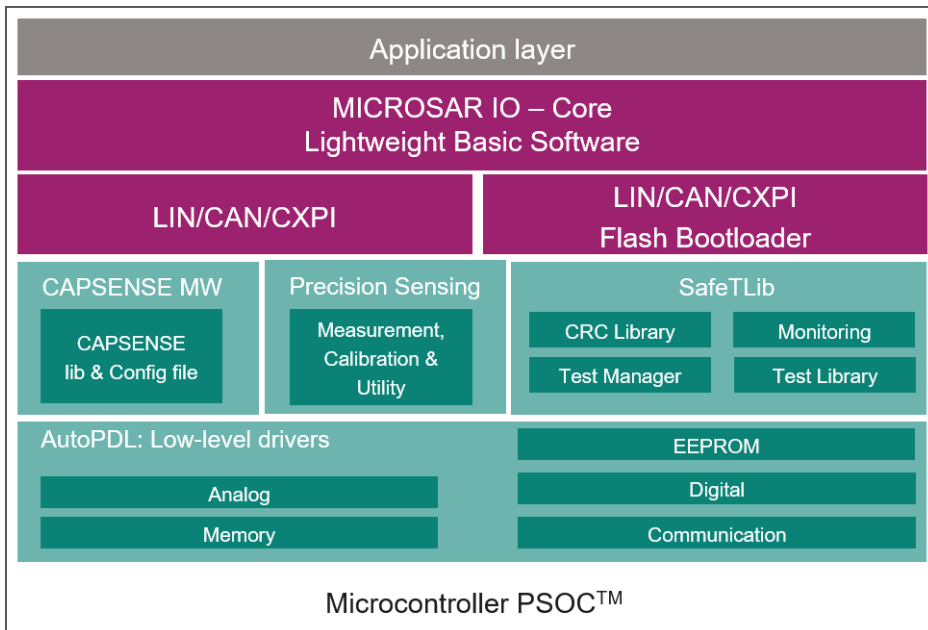 Application layer
MICROSAR IO – Core
Lightweight Basic Software
LIN/CAN/CXPI
LIN/CAN/CXPI
Flash Bootloader
CAPSENSE MW
CAPSENSE
lib & Config file
Precision Sensing
Measurement,
Calibration &
Utility
SafeTLib
CRC Library
Monitoring
Test Manager
Test Library
AutoPDL: Low-level drivers
Analog
Memory
EEPROM
Digital
Communication
Microcontroller PSOC™